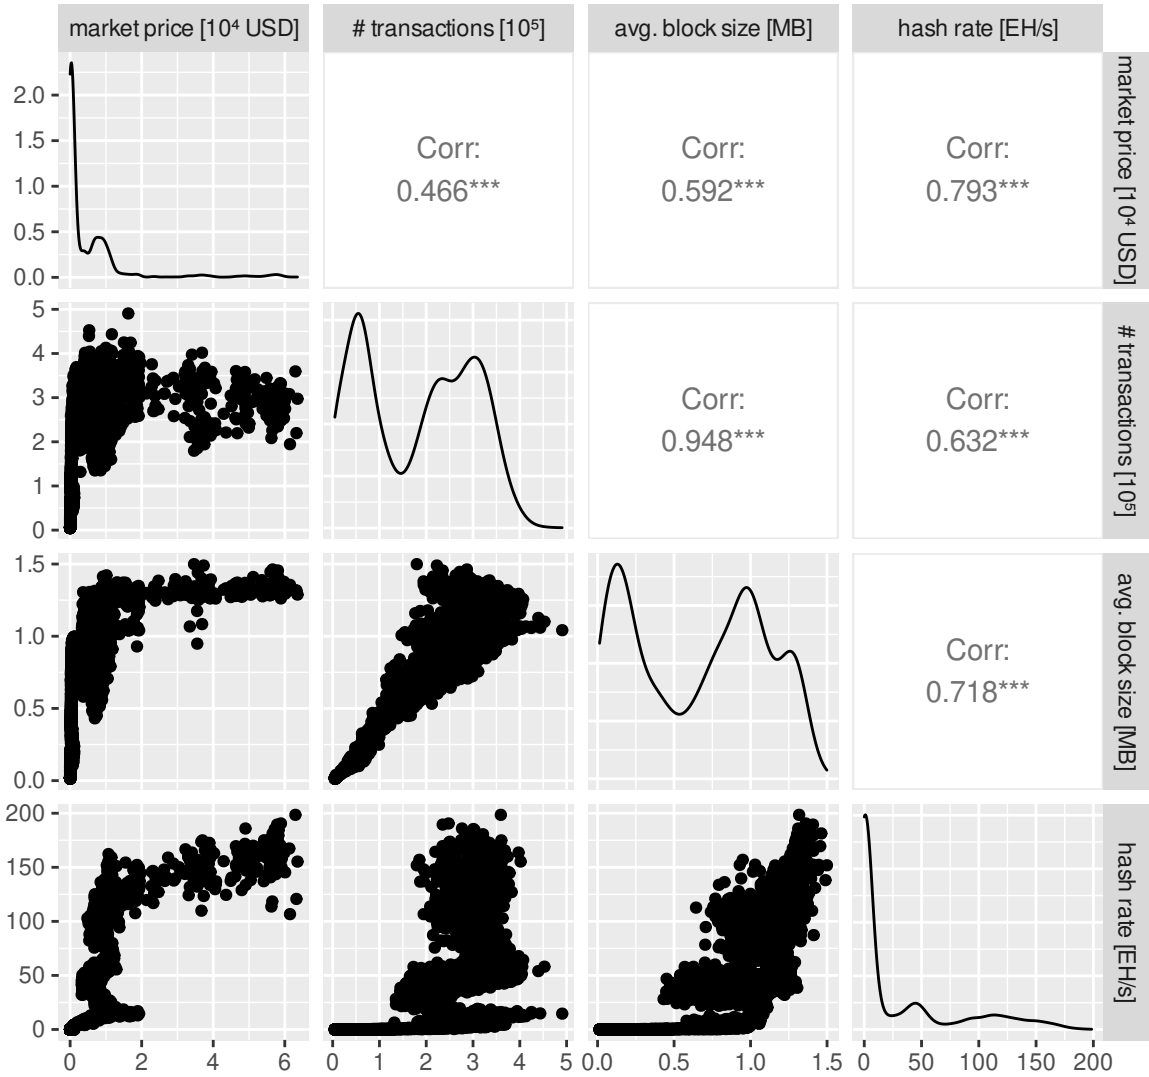 market price [10⁴ USD]
# transactions [10⁵]
avg. block size [MB]
hash rate [EH/s]
2.0
1.5
1.0
0.5
0.0
Corr:
0.466***
Corr:
0.592***
Corr:
0.793***
market price [10⁴ USD]
5
4
3
2
1
0
Corr:
0.948***
Corr:
0.632***
# transactions [10⁵]
1.5
1.0
0.5
0.0
Corr:
0.718***
avg. block size [MB]
200
150
100
50
0
hash rate [EH/s]
0 2 4 6
0 1 2 3 4 5
0.0 0.5 1.0 1.5
0 50 100 150 200